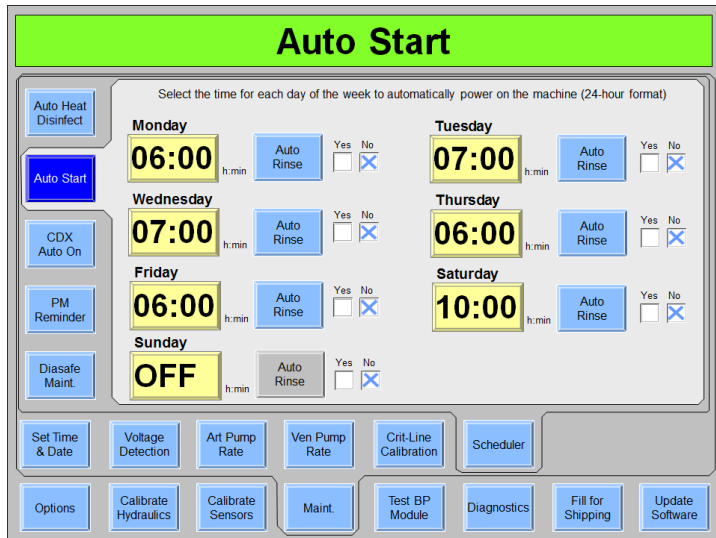 Auto Start
Select the time for each day of the week to automatically power on the machine (24-hour format)
Auto Heat
Disinfect
Auto Start
CDX
Auto On
PM
Reminder
Diasafe
Maint.
Monday
06:00 h:min
Auto
Rinse
Yes No
Tuesday
07:00 h:min
Auto
Rinse
Yes No
Wednesday
07:00 h:min
Auto
Rinse
Yes No
Thursday
06:00 h:min
Auto
Rinse
Yes No
Friday
06:00 h:min
Auto
Rinse
Yes No
Saturday
10:00 h:min
Auto
Rinse
Yes No
Sunday
OFF h:min
Auto
Rinse
Yes No
Set Time
& Date
Voltage
Detection
Art Pump
Rate
Ven Pump
Rate
Crit-Line
Calibration
Scheduler
Options
Calibrate
Hydraulics
Calibrate
Sensors
Maint.
Test BP
Module
Diagnostics
Fill for
Shipping
Update
Software